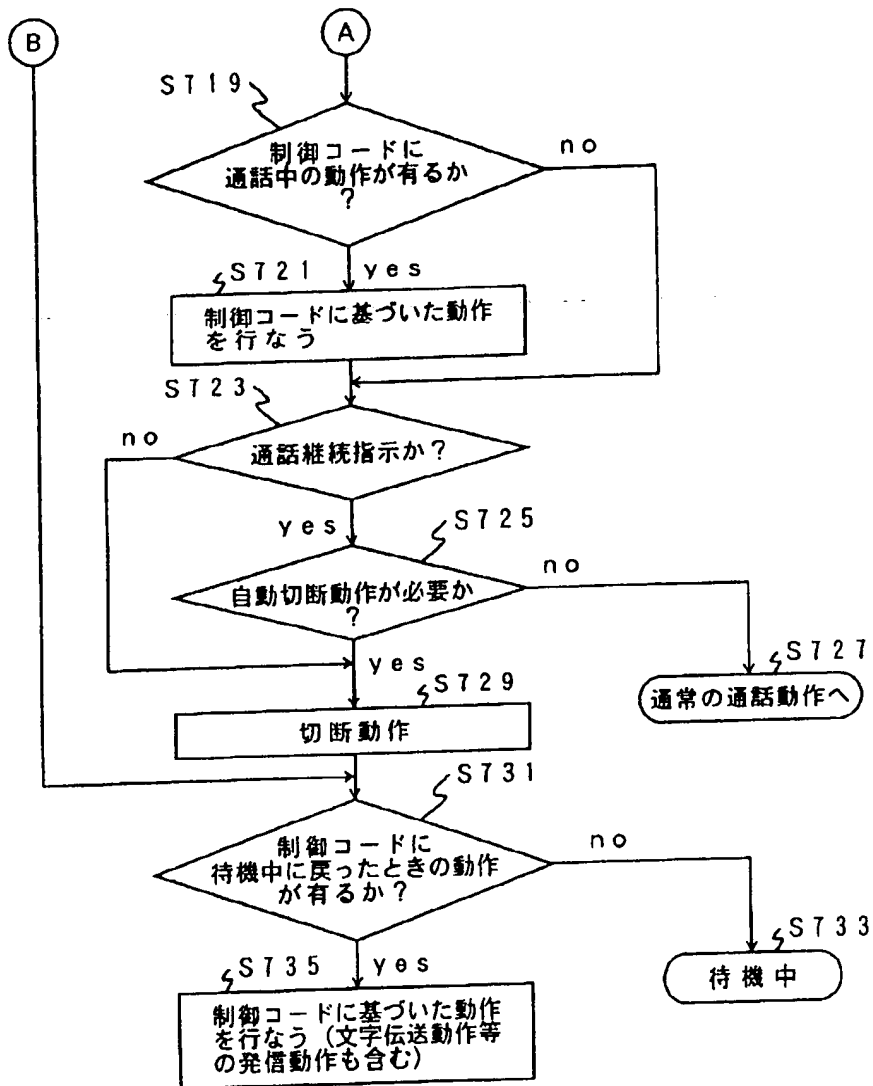 B
A
S719
制御コードに
通話中の動作が有るか
?
no
S721
yes
制御コードに基づいた動作
を行なう
S723
no
通話継続指示か?
yes
S725
自動切断動作が必要か
?
no
yes
S727
通常の通話動作へ
S729
切断動作
S731
制御コードに
待機中に戻ったときの動作
が有るか?
no
S733
待機中
S735
yes
制御コードに基づいた動作
を行なう(文字伝送動作等
の発信動作も含む)